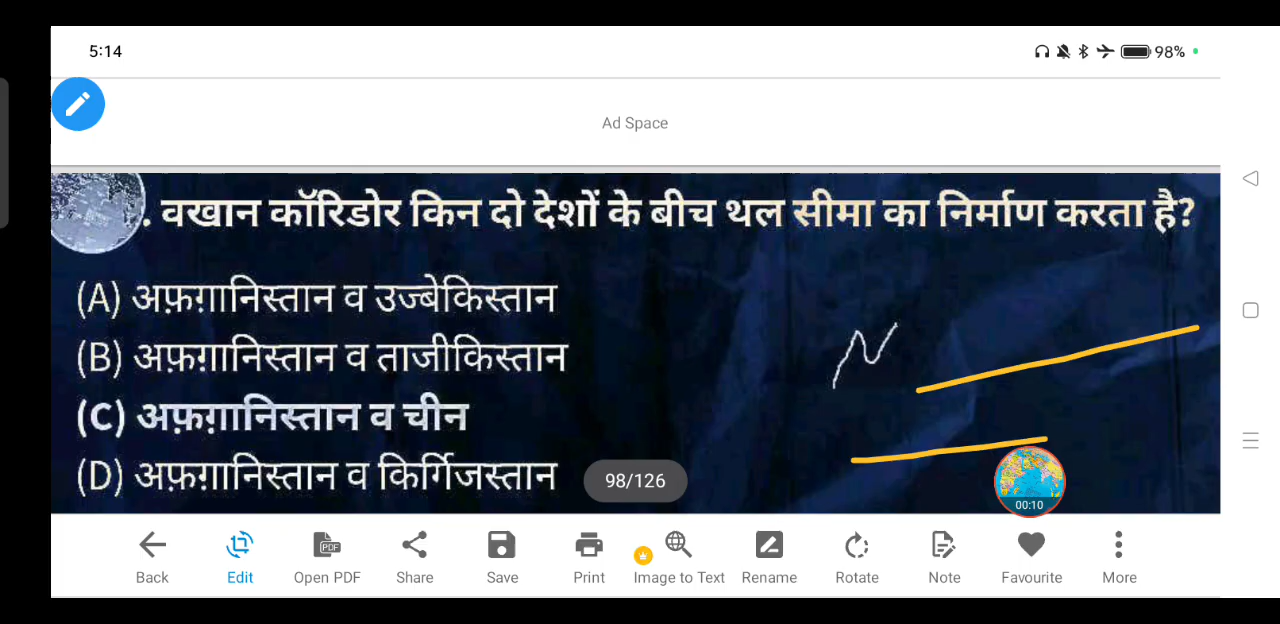 5:14
98%
Ad Space
. वखान कॉरिडोर किन दो देशों के बीच थल सीमा का निर्माण करता है?
(A) अफ़ग़ानिस्तान व उज्बेकिस्तान
(B) अफ़ग़ानिस्तान व ताजीकिस्तान
(C) अफ़ग़ानिस्तान व चीन
(D) अफ़ग़ानिस्तान व किर्गिजस्तान
98/126
N
00:10
PDF
Back Edit Open PDF Share Save Print Image to Text Rename Rotate Note Favourite More